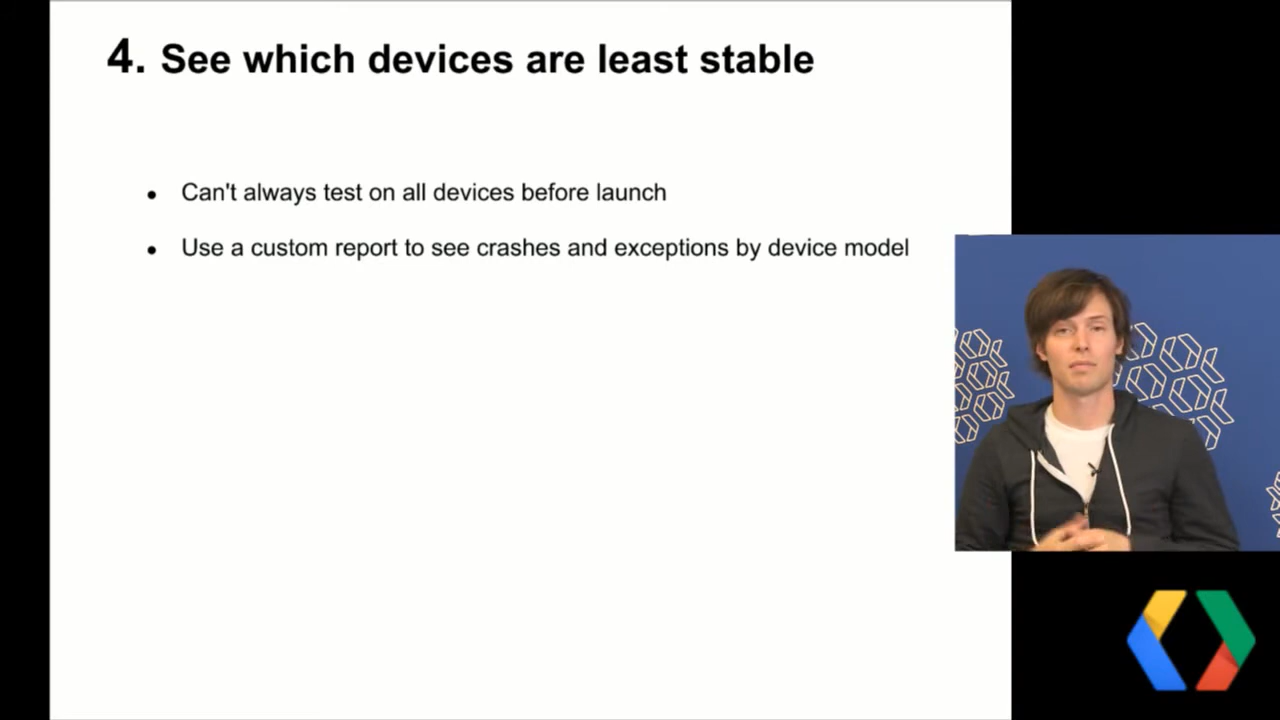 4. See which devices are least stable
• Can't always test on all devices before launch
• Use a custom report to see crashes and exceptions by device model